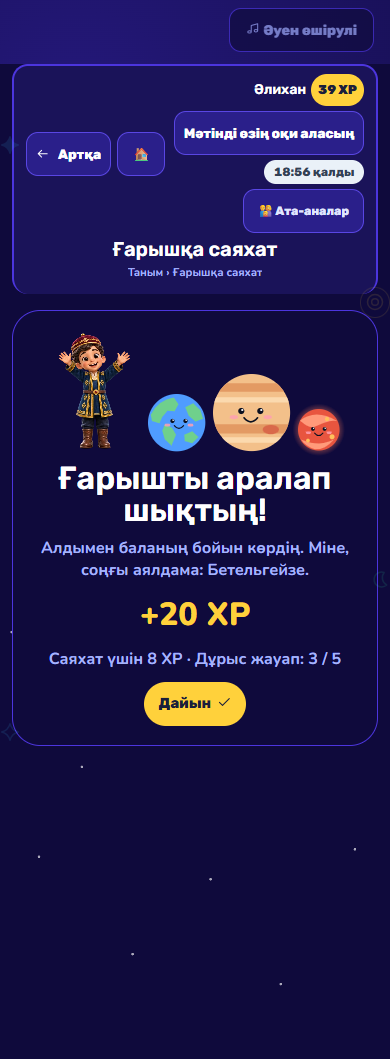 Әуен өшірулі
Әлихан 39 XP
Мәтінді өзің оқи аласың
← Артқа
18:56 қалды
Ата-аналар
Ғарышқа саяхат
Таным › Ғарышқа саяхат
Ғарышты аралап
шықтың!
Алдымен баланың бойын көрдің. Міне,
соңғы аялдама: Бетельгейзе.
+20 XP
Саяхат үшін 8 XP · Дұрыс жауап: 3 / 5
Дайын ✓